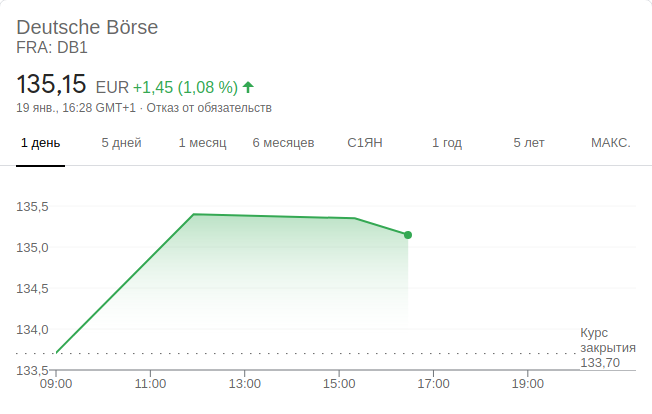 Deutsche Börse
FRA: DB1
135,15 EUR +1,45 (1,08 %)
19 янв., 16:28 GMT+1 · Отказ от обязательств
1 день 5 дней 1 месяц 6 месяцев С1ЯН 1 год 5 лет МАКС.
135,5
135,0
134,5
134,0
133,5
Курс
закрытия
133,70
09:00 11:00 13:00 15:00 17:00 19:00